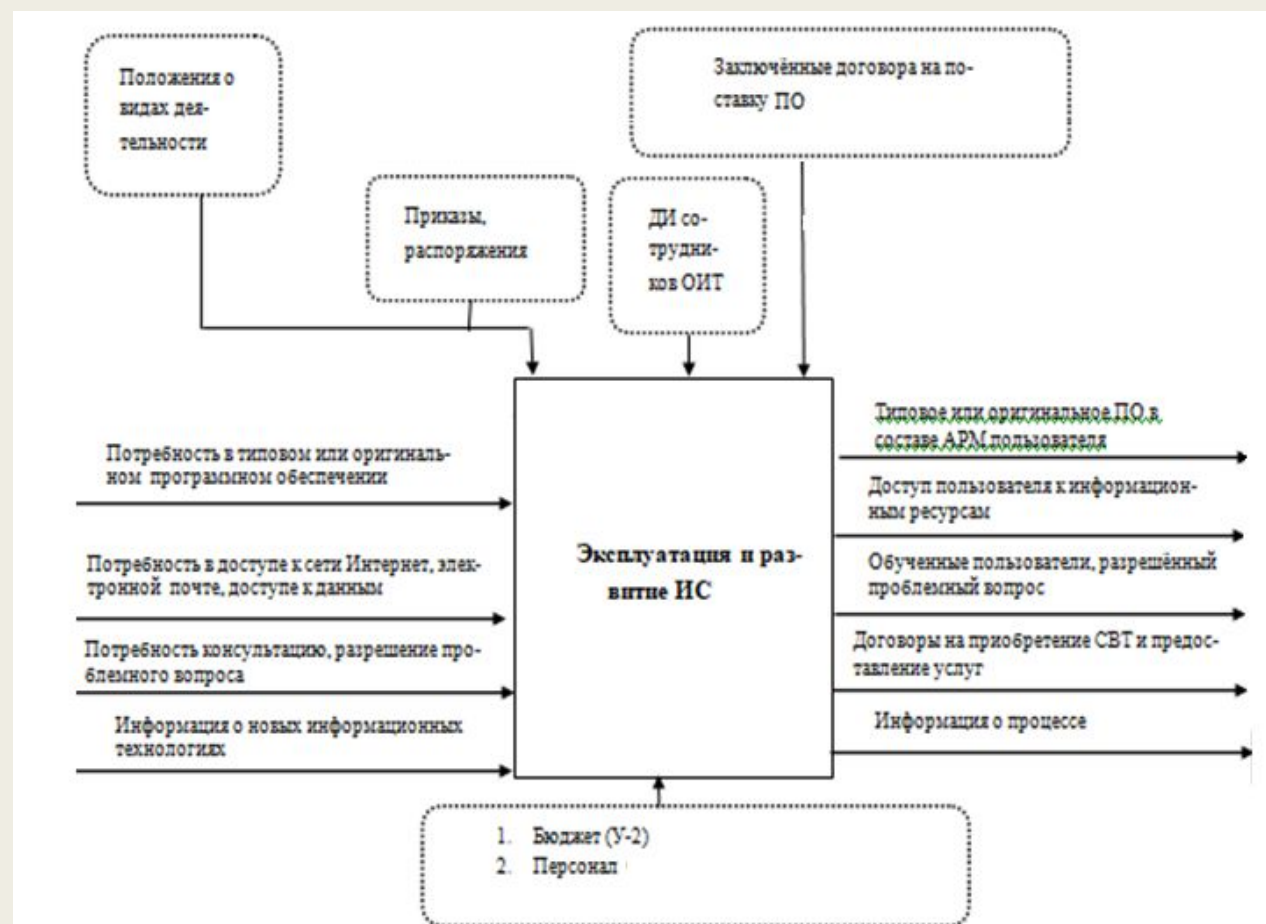 Положения о
видах дея-
тельности
Заключённые договора на по-
ставку ПО
Приказы,
распоряжения
ДИ со-
трудни-
ков ОИТ
Потребность в типовом или оригиналь-
ном программном обеспечении
Потребность в доступе к сети Интернет, элек-
тронной почте, доступе к данным
Потребность консультацию, разрешение про-
блемного вопроса
Информация о новых информационных
технологиях
Эксплуатация и раз-
витие ИС
Типовое или оригинальное ПО в
составе АРМ пользователя
Доступ пользователя к информацион-
ным ресурсам
Обученные пользователи, разрешённый
проблемный вопрос
Договоры на приобретение СВТ и предос-
тавление услуг
Информация о процессе
1. Бюджет (У-2)
2. Персонал